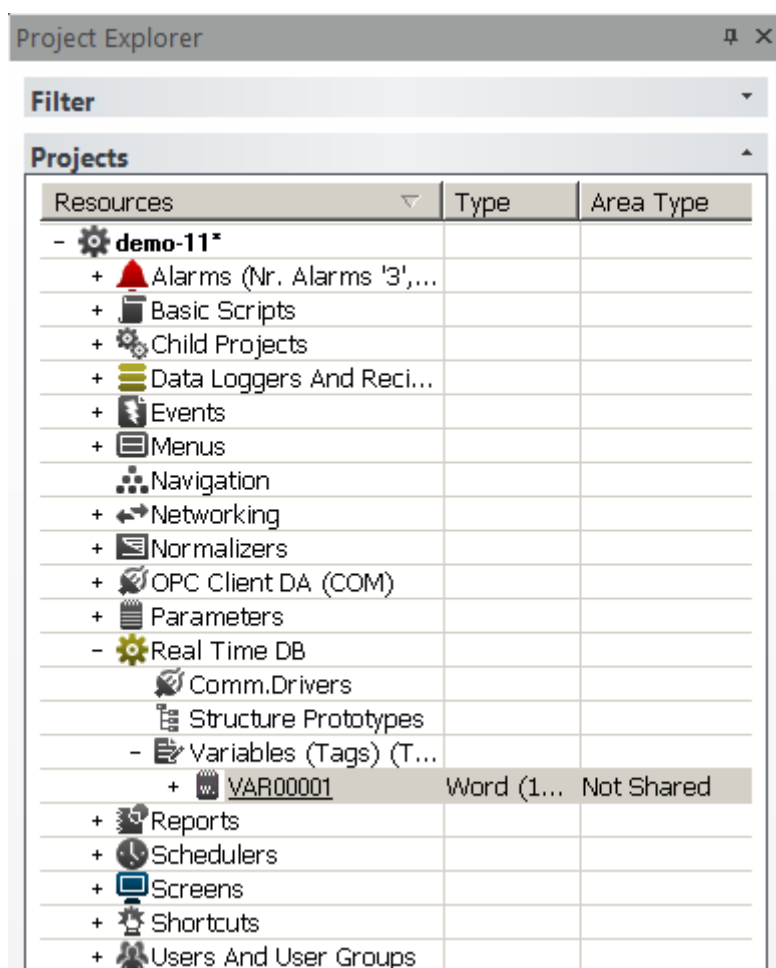 Project Explorer
Filter
Projects
Resources Type Area Type
demo-11*
Alarms (Nr. Alarms '3',...
Basic Scripts
Child Projects
Data Loggers And Reci...
Events
Menus
Navigation
Networking
Normalizers
OPC Client DA (COM)
Parameters
Real Time DB
Comm.Drivers
Structure Prototypes
Variables (Tags) (T...
VAR00001 Word (1... Not Shared
Reports
Schedulers
Screens
Shortcuts
Users And User Groups